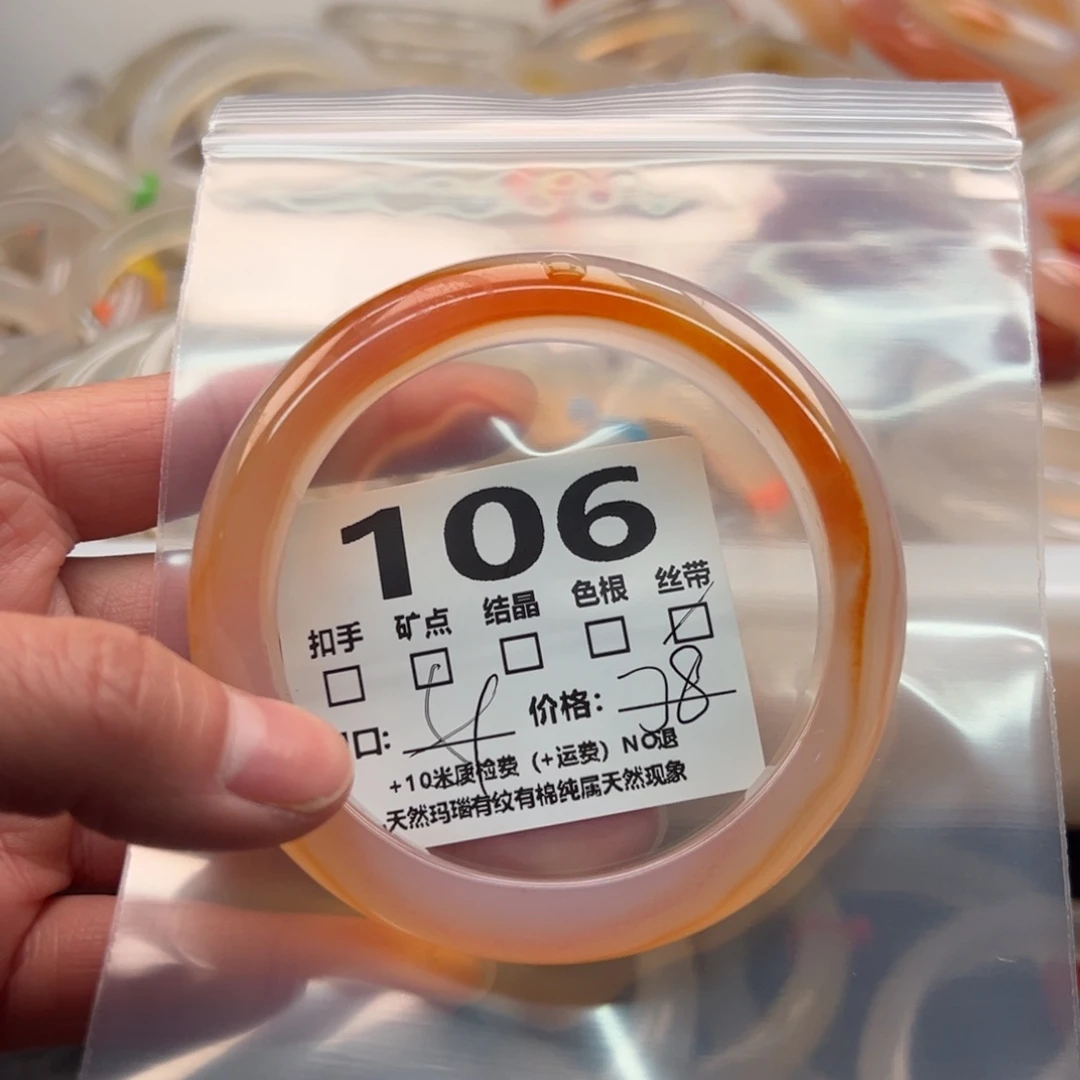 106
扣手 矿点 结晶 色根 丝带
口: 4 价格: 38
+10米质检费 (+运费) NO退
天然玛瑙有纹有棉纯属天然现象